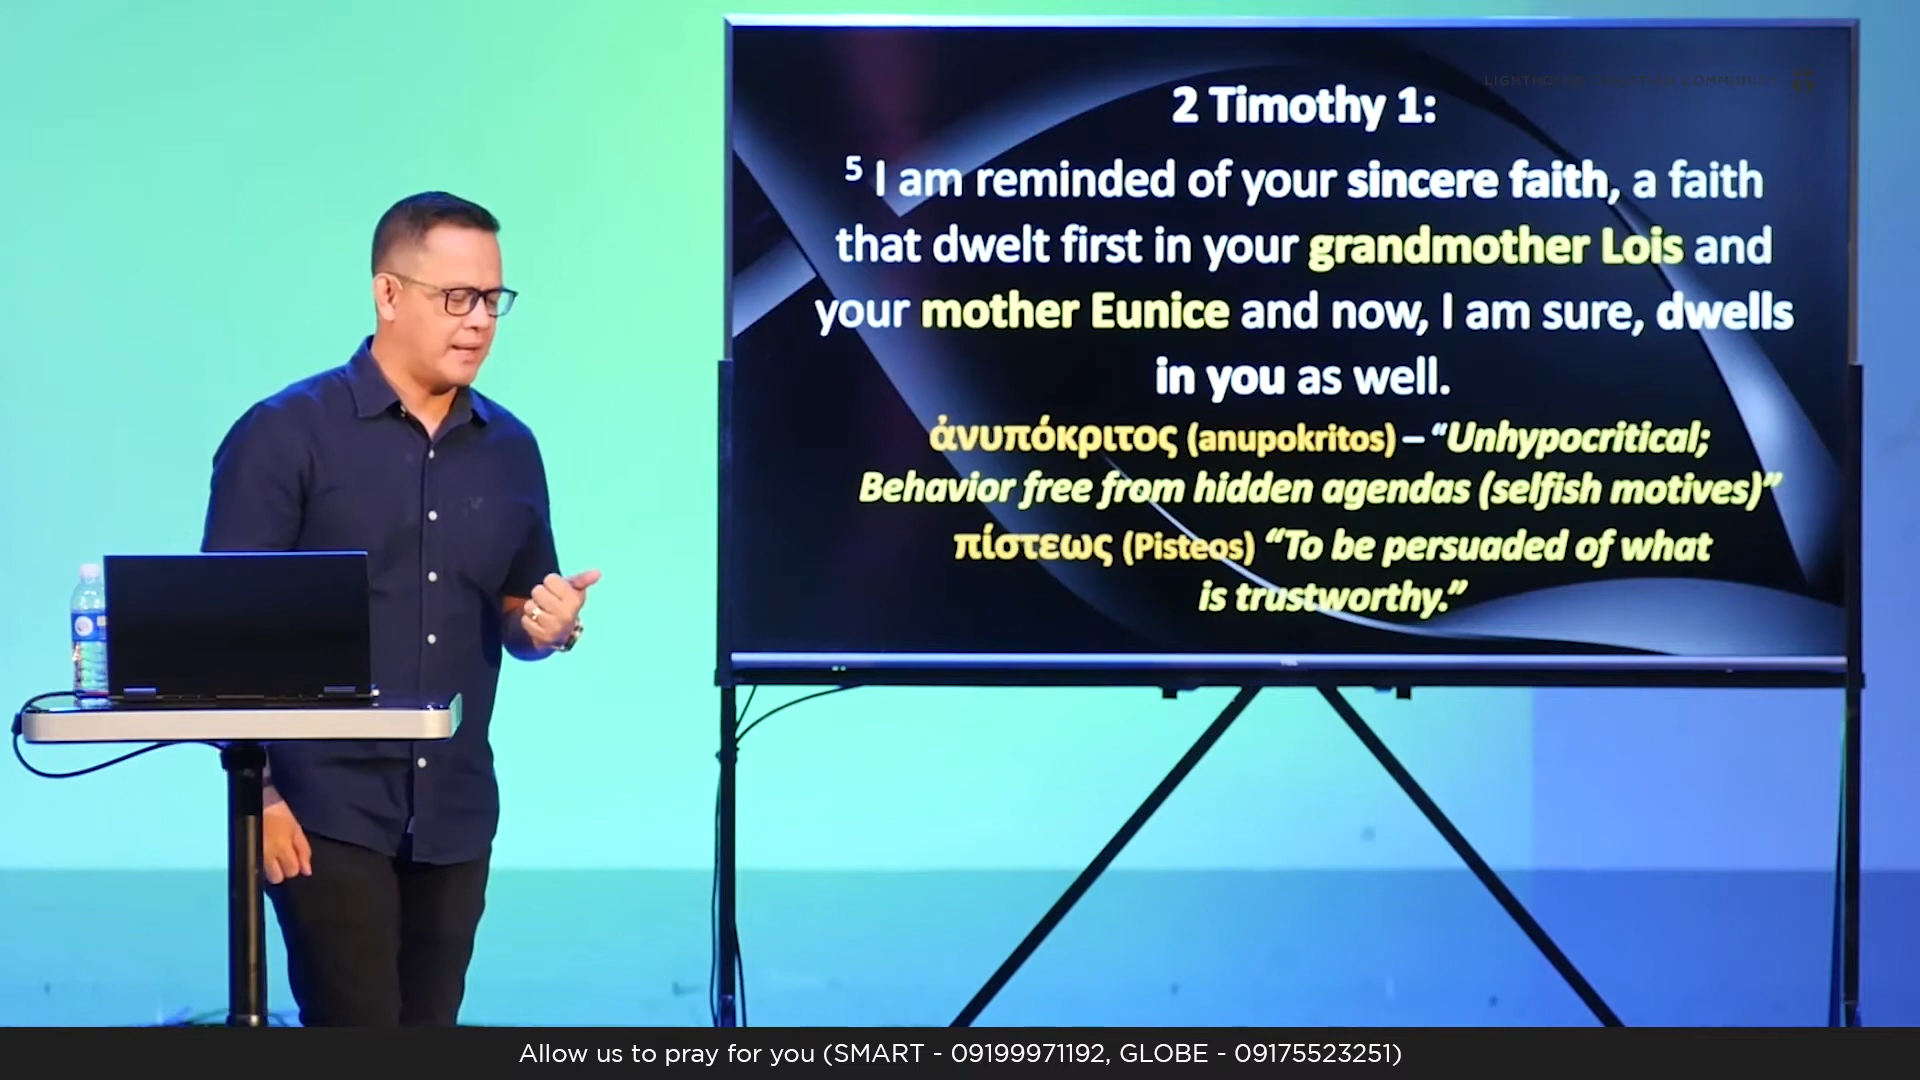 2 Timothy 1:
5 I am reminded of your sincere faith, a faith
that dwelt first in your grandmother Lois and
your mother Eunice and now, I am sure, dwells
in you as well.
ἀνυπόκριτος (anupokritos) – “Unhypocritical;
Behavior free from hidden agendas (selfish motives)”
πίστεως (Pisteos) “To be persuaded of what
is trustworthy.”
Allow us to pray for you (SMART - 09199971192, GLOBE - 09175523251)